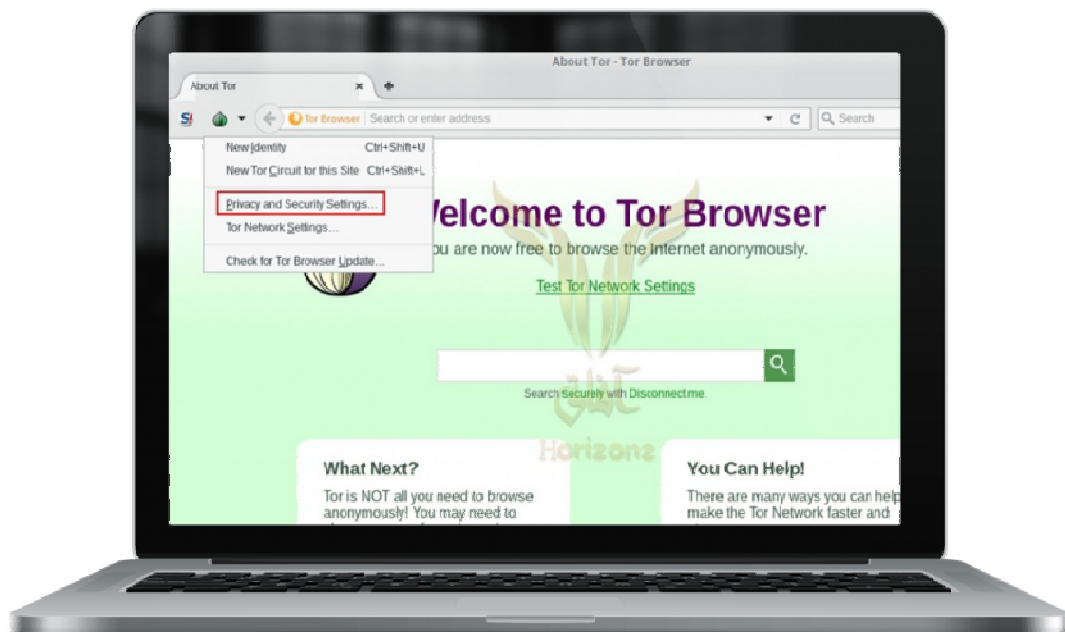 About Tor - Tor Browser
About Tor
Tor Browser Search or enter address
Search
New Identity Ctrl+Shift+U
New Tor Circuit for this Site Ctrl+Shift+L
Privacy and Security Settings...
Tor Network Settings...
Check for Tor Browser Update...
elcome to Tor Browser
ou are now free to browse the Internet anonymously.
Test Tor Network Settings
Search Securely with Disconnect.me.
آفاق
Horizons
What Next?
Tor is NOT all you need to browse
anonymously! You may need to
You Can Help!
There are many ways you can help
make the Tor Network faster and